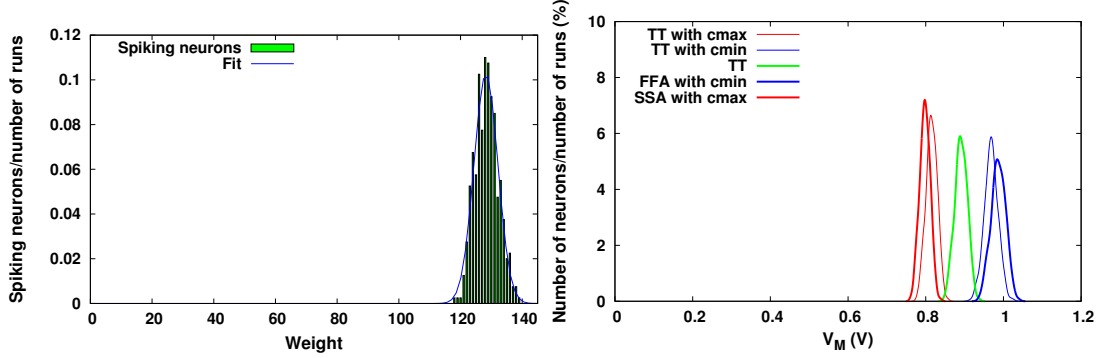 Spiking neurons/number of runs
0.12
0.1
0.08
0.06
0.04
0.02
0
Spiking neurons
Fit
0 20 40 60 80 100 120 140
Weight
Number of neurons/number of runs (%)
10
8
6
4
2
0
TT with cmax
TT with cmin
TT
FFA with cmin
SSA with cmax
0 0.2 0.4 0.6 0.8 1 1.2
V_M (V)